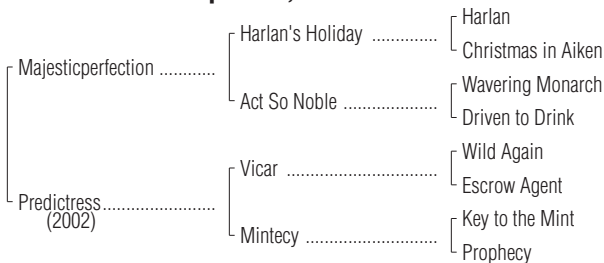 Harlan
Harlan's Holiday ..............
Christmas in Aiken
Majesticperfection ............
Wavering Monarch
Act So Noble .....................
Driven to Drink
Wild Again
Vicar ..................................
Escrow Agent
Predictress........................
(2002)
Key to the Mint
Mintecy .............................
Prophecy